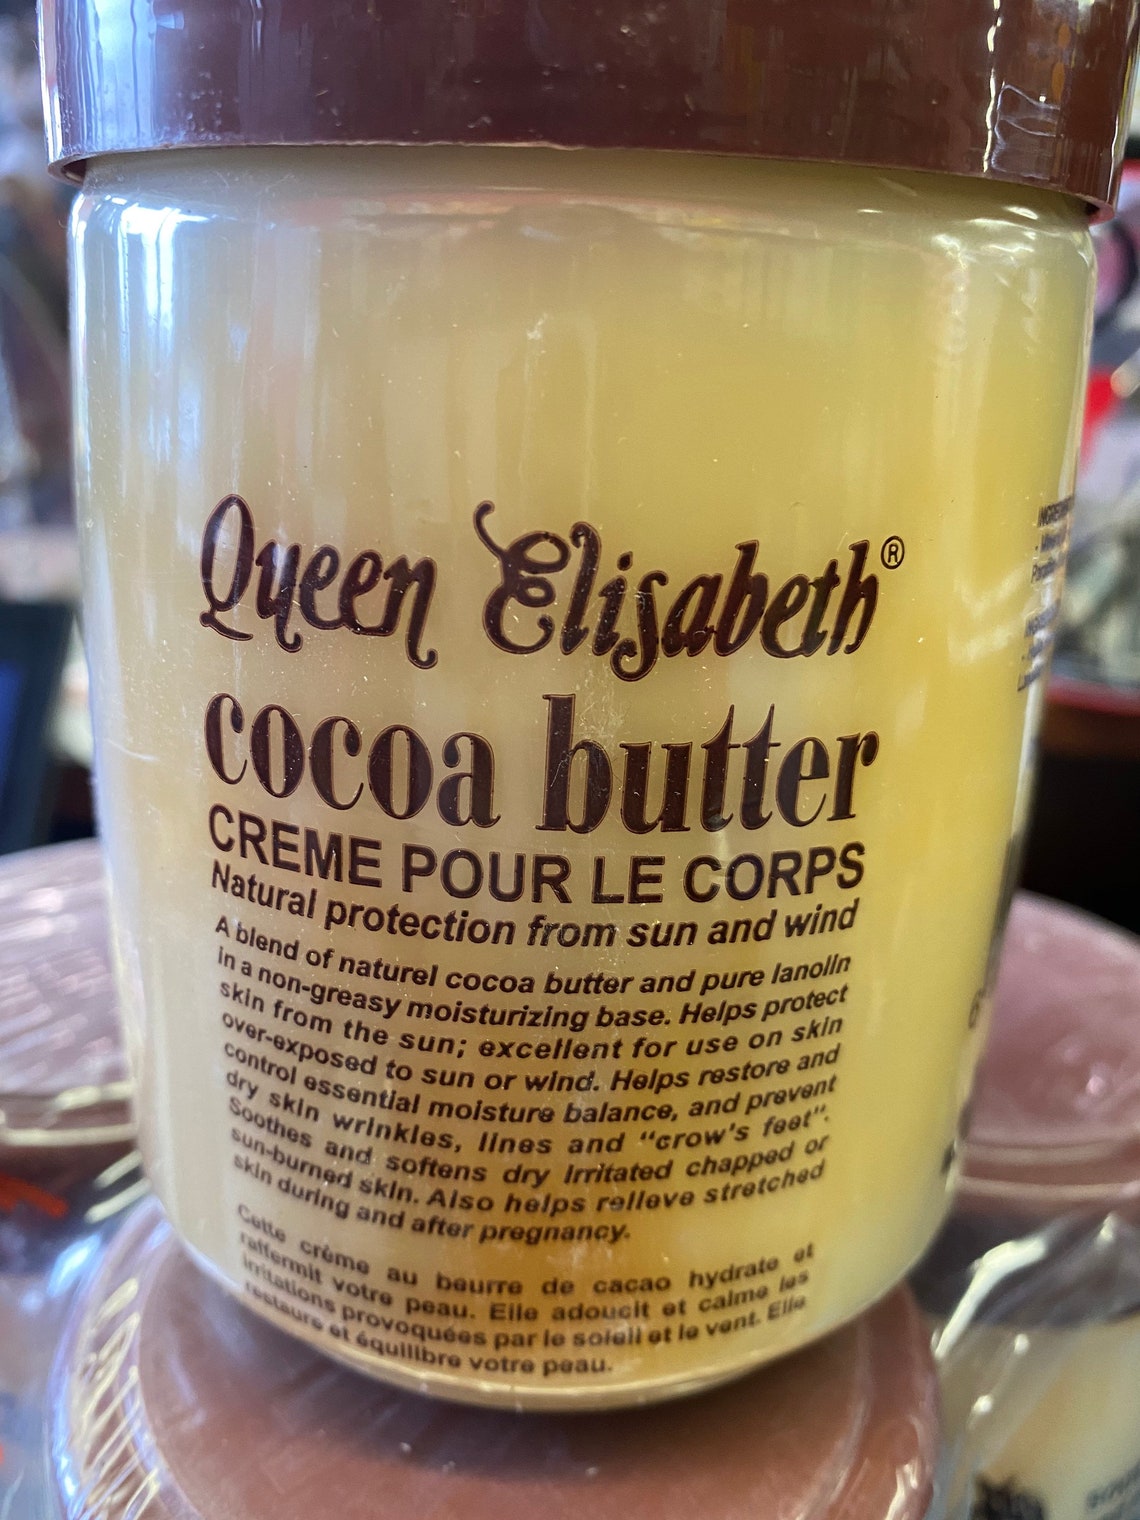 Queen Elisabeth®
cocoa butter
CREME POUR LE CORPS
Natural protection from sun and wind
A blend of naturel cocoa butter and pure lanolin
in a non-greasy moisturizing base. Helps protect
skin from the sun; excellent for use on skin
over-exposed to sun or wind. Helps restore and
control essential moisture balance, and prevent
dry skin wrinkles, lines and "crow's feet".
Soothes and softens dry irritated chapped or
sun-burned skin. Also helps relieve stretched
skin during and after pregnancy.
Cette crème au beurre de cacao hydrate et
raffermit votre peau. Elle adoucit et calme les
irritations provoquées par le soleil et le vent. Elle
restaure et équilibre votre peau.